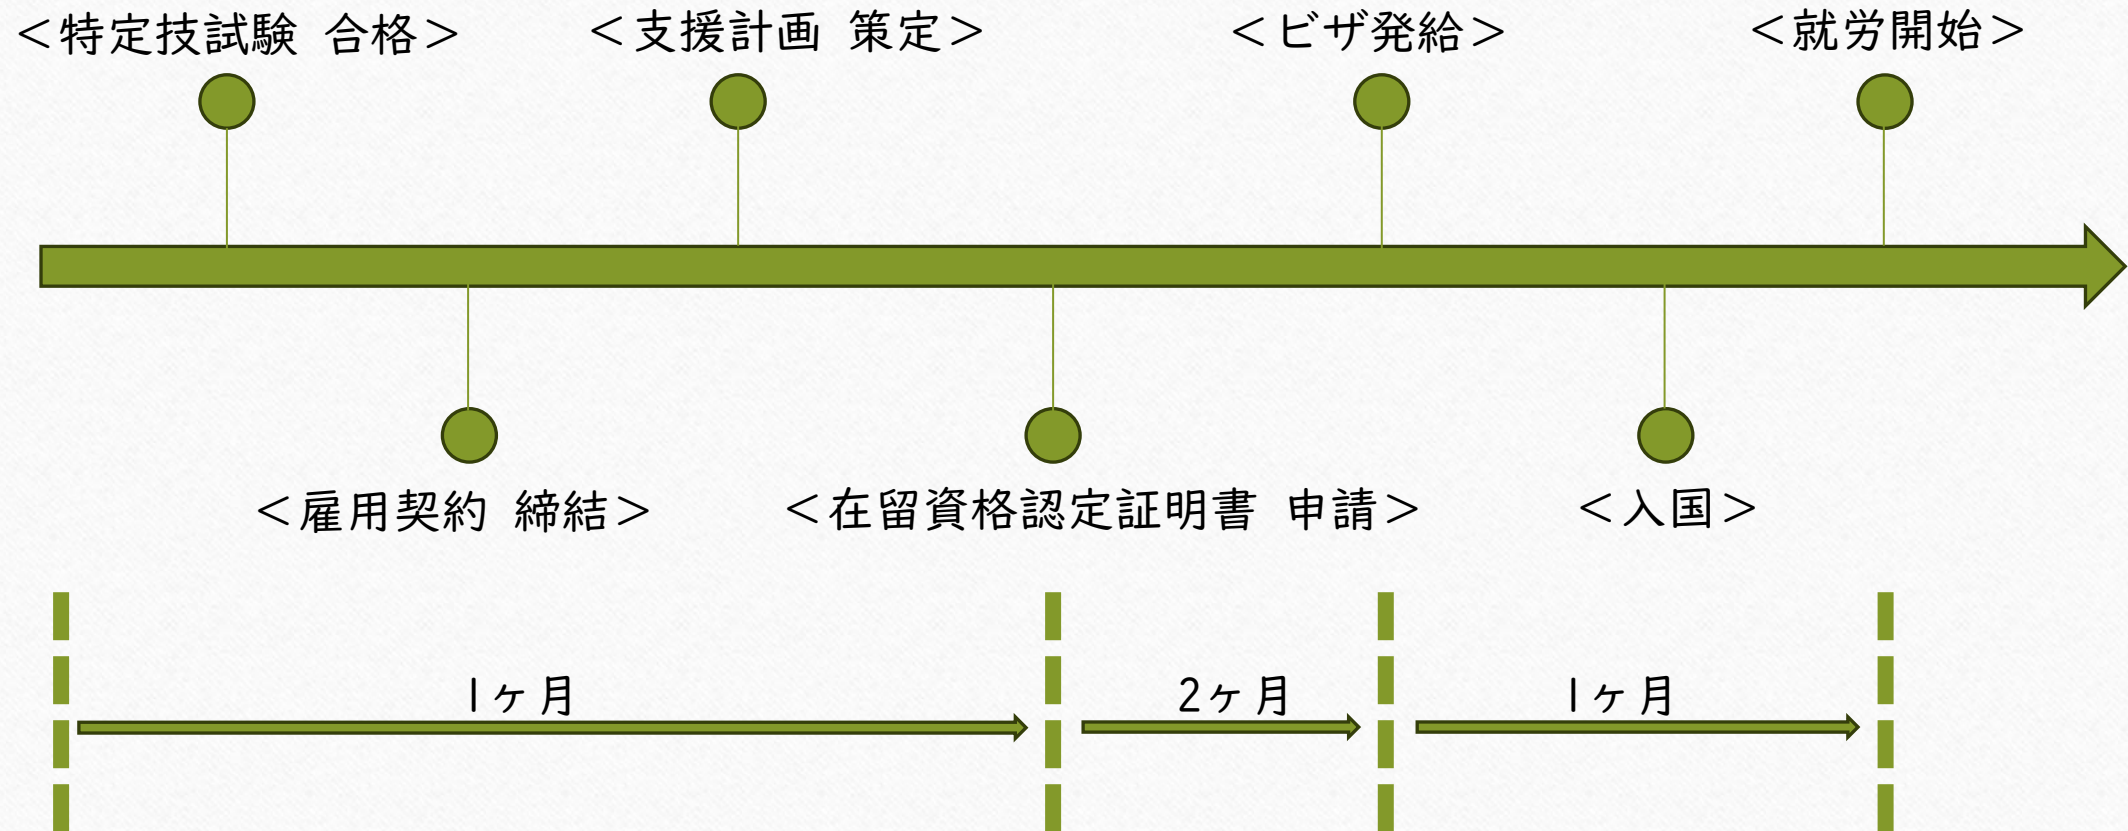 <特定技試験 合格>
<支援計画 策定>
<ビザ発給>
<就労開始>
<雇用契約 締結>
<在留資格認定証明書 申請>
<入国>
1ヶ月
2ヶ月
1ヶ月